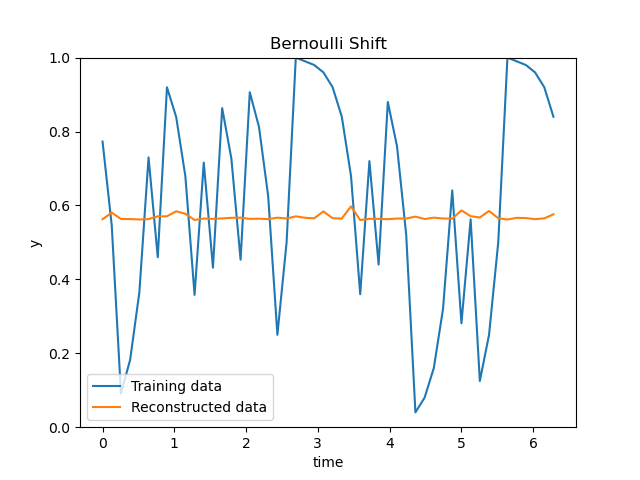 Bernoulli Shift
1.0
0.8
0.6
0.4
0.2
0.0
y
Training data
Reconstructed data
0 1 2 3 4 5 6
time